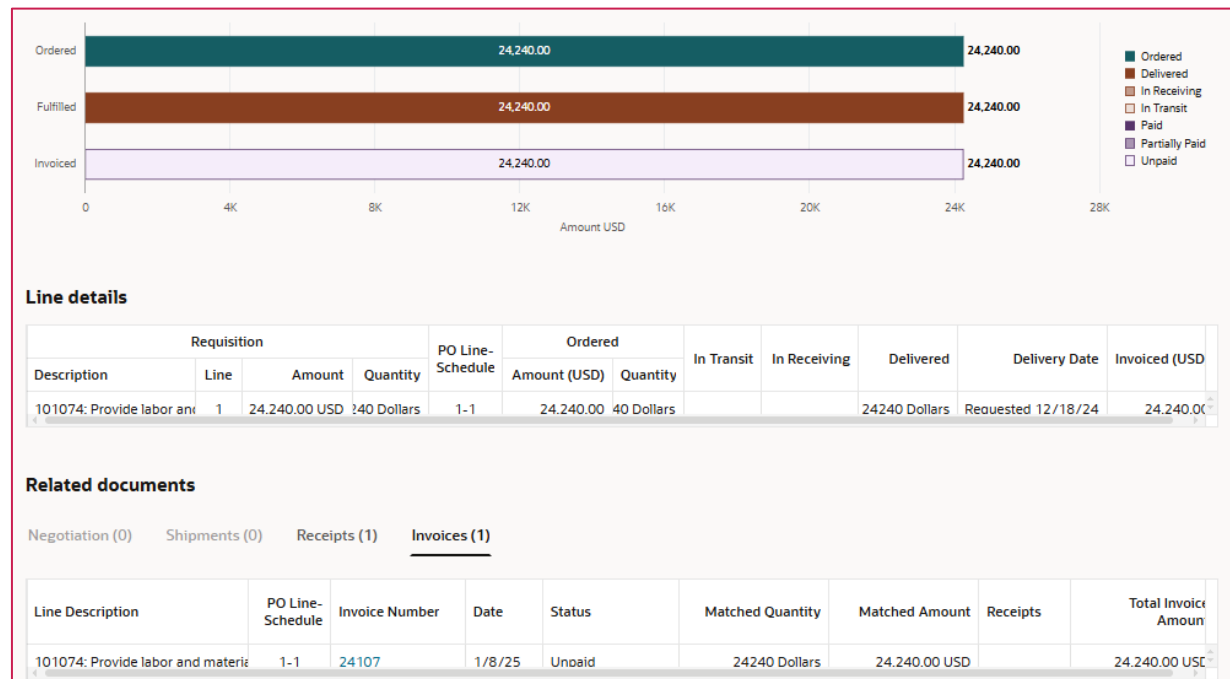 Ordered 24,240.00 24,240.00
Fulfilled 24,240.00 24,240.00
Invoiced 24,240.00 24,240.00
Ordered
Delivered
In Receiving
In Transit
Paid
Partially Paid
Unpaid
0 4K 8K 12K 16K 20K 24K 28K
Amount USD
Line details
Requisition PO Line-Schedule Ordered In Transit In Receiving Delivered Delivery Date Invoiced (USD
Description Line Amount Quantity Amount (USD) Quantity
101074: Provide labor and 1 24,240.00 USD 240 Dollars 1-1 24,240.00 40 Dollars 24240 Dollars Requested 12/18/24 24,240.00
Related documents
Negotiation (0) Shipments (0) Receipts (1) Invoices (1)
Line Description PO Line-Schedule Invoice Number Date Status Matched Quantity Matched Amount Receipts Total Invoice Amount
101074: Provide labor and materia 1-1 24107 1/8/25 Unpaid 24240 Dollars 24,240.00 USD 24,240.00 USD